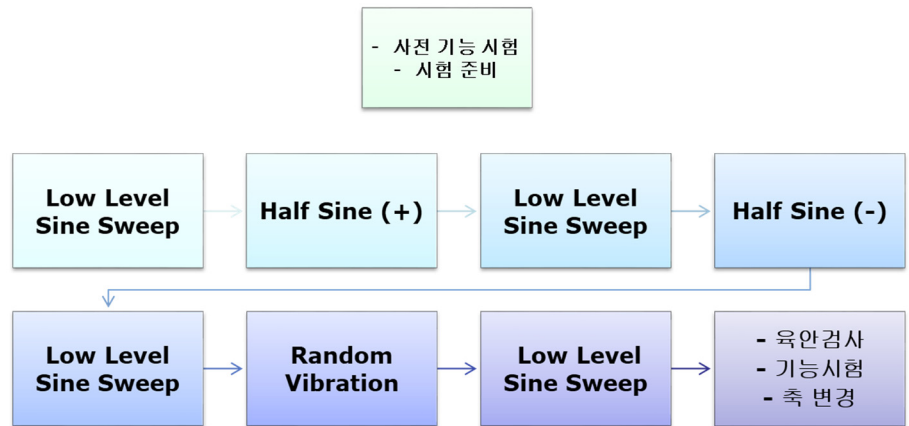 - 사전 기능 시험
- 시험 준비
Low Level
Sine Sweep
Half Sine (+)
Low Level
Sine Sweep
Half Sine (-)
Low Level
Sine Sweep
Random
Vibration
Low Level
Sine Sweep
- 육안검사
- 기능시험
- 축 변경